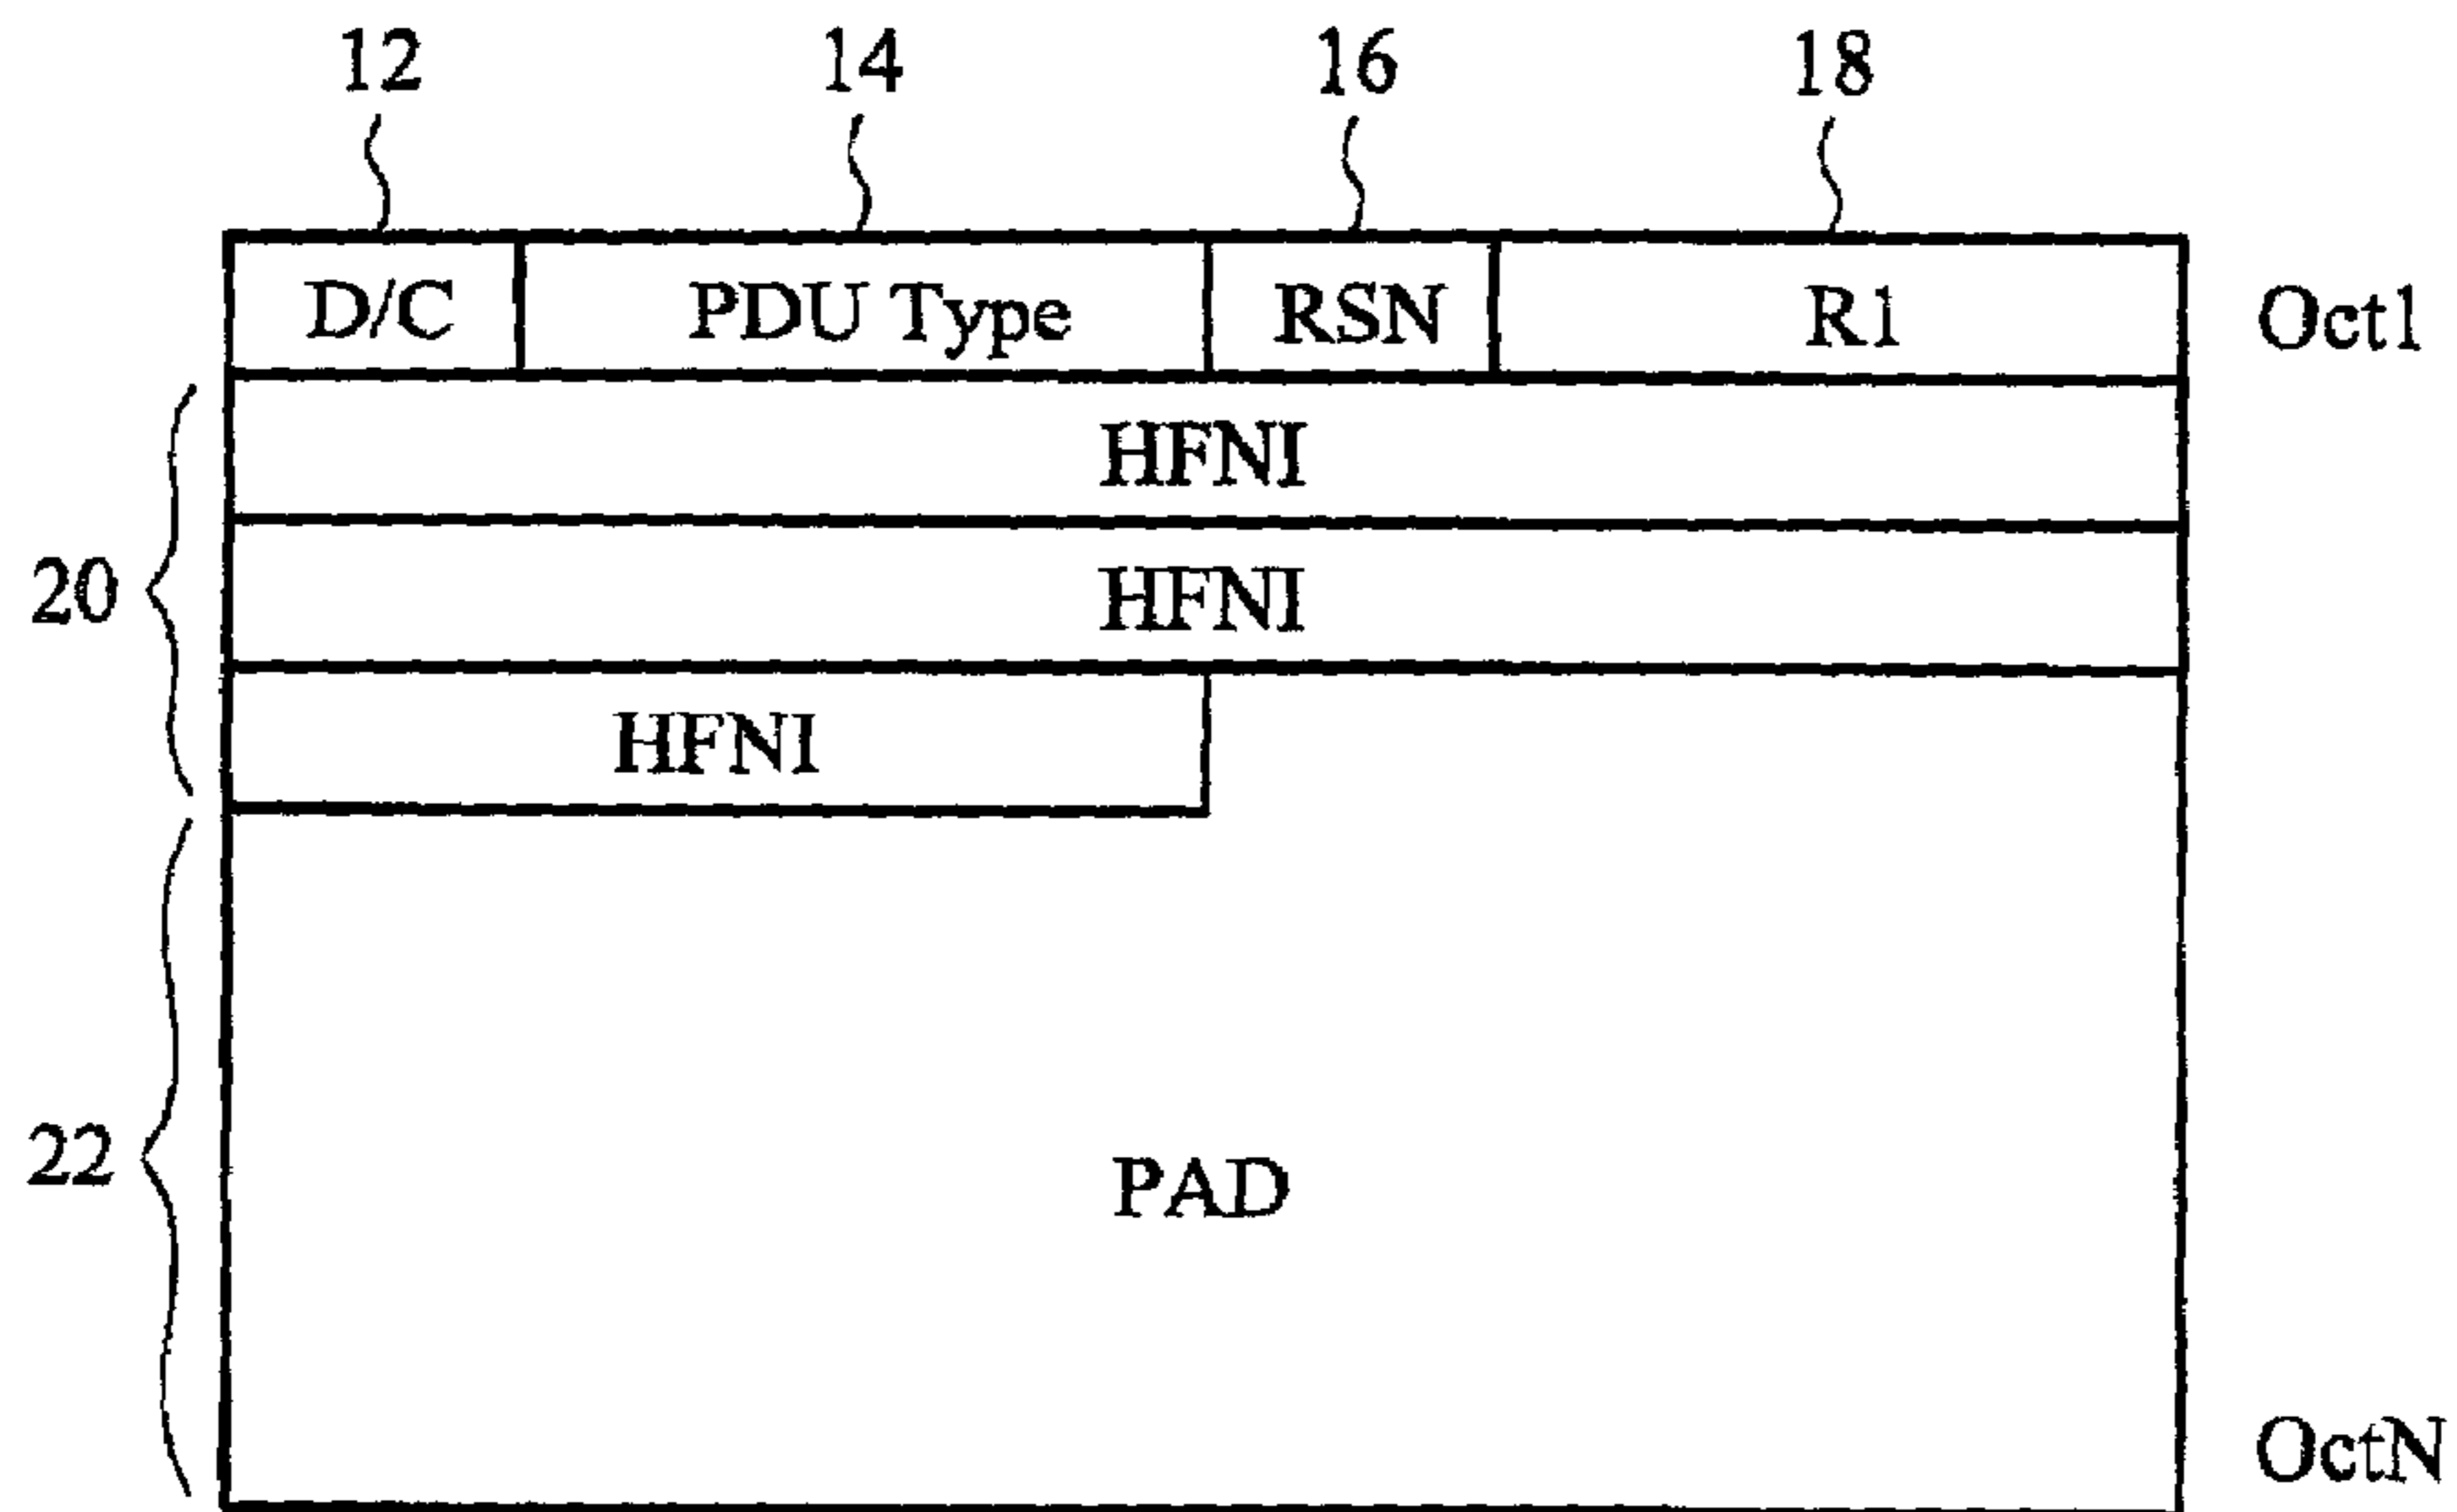 12 14 16 18
D/C PDU Type RSN R1 Oct1
HFNI
HFNI
20
HFNI
22
PAD
OctN